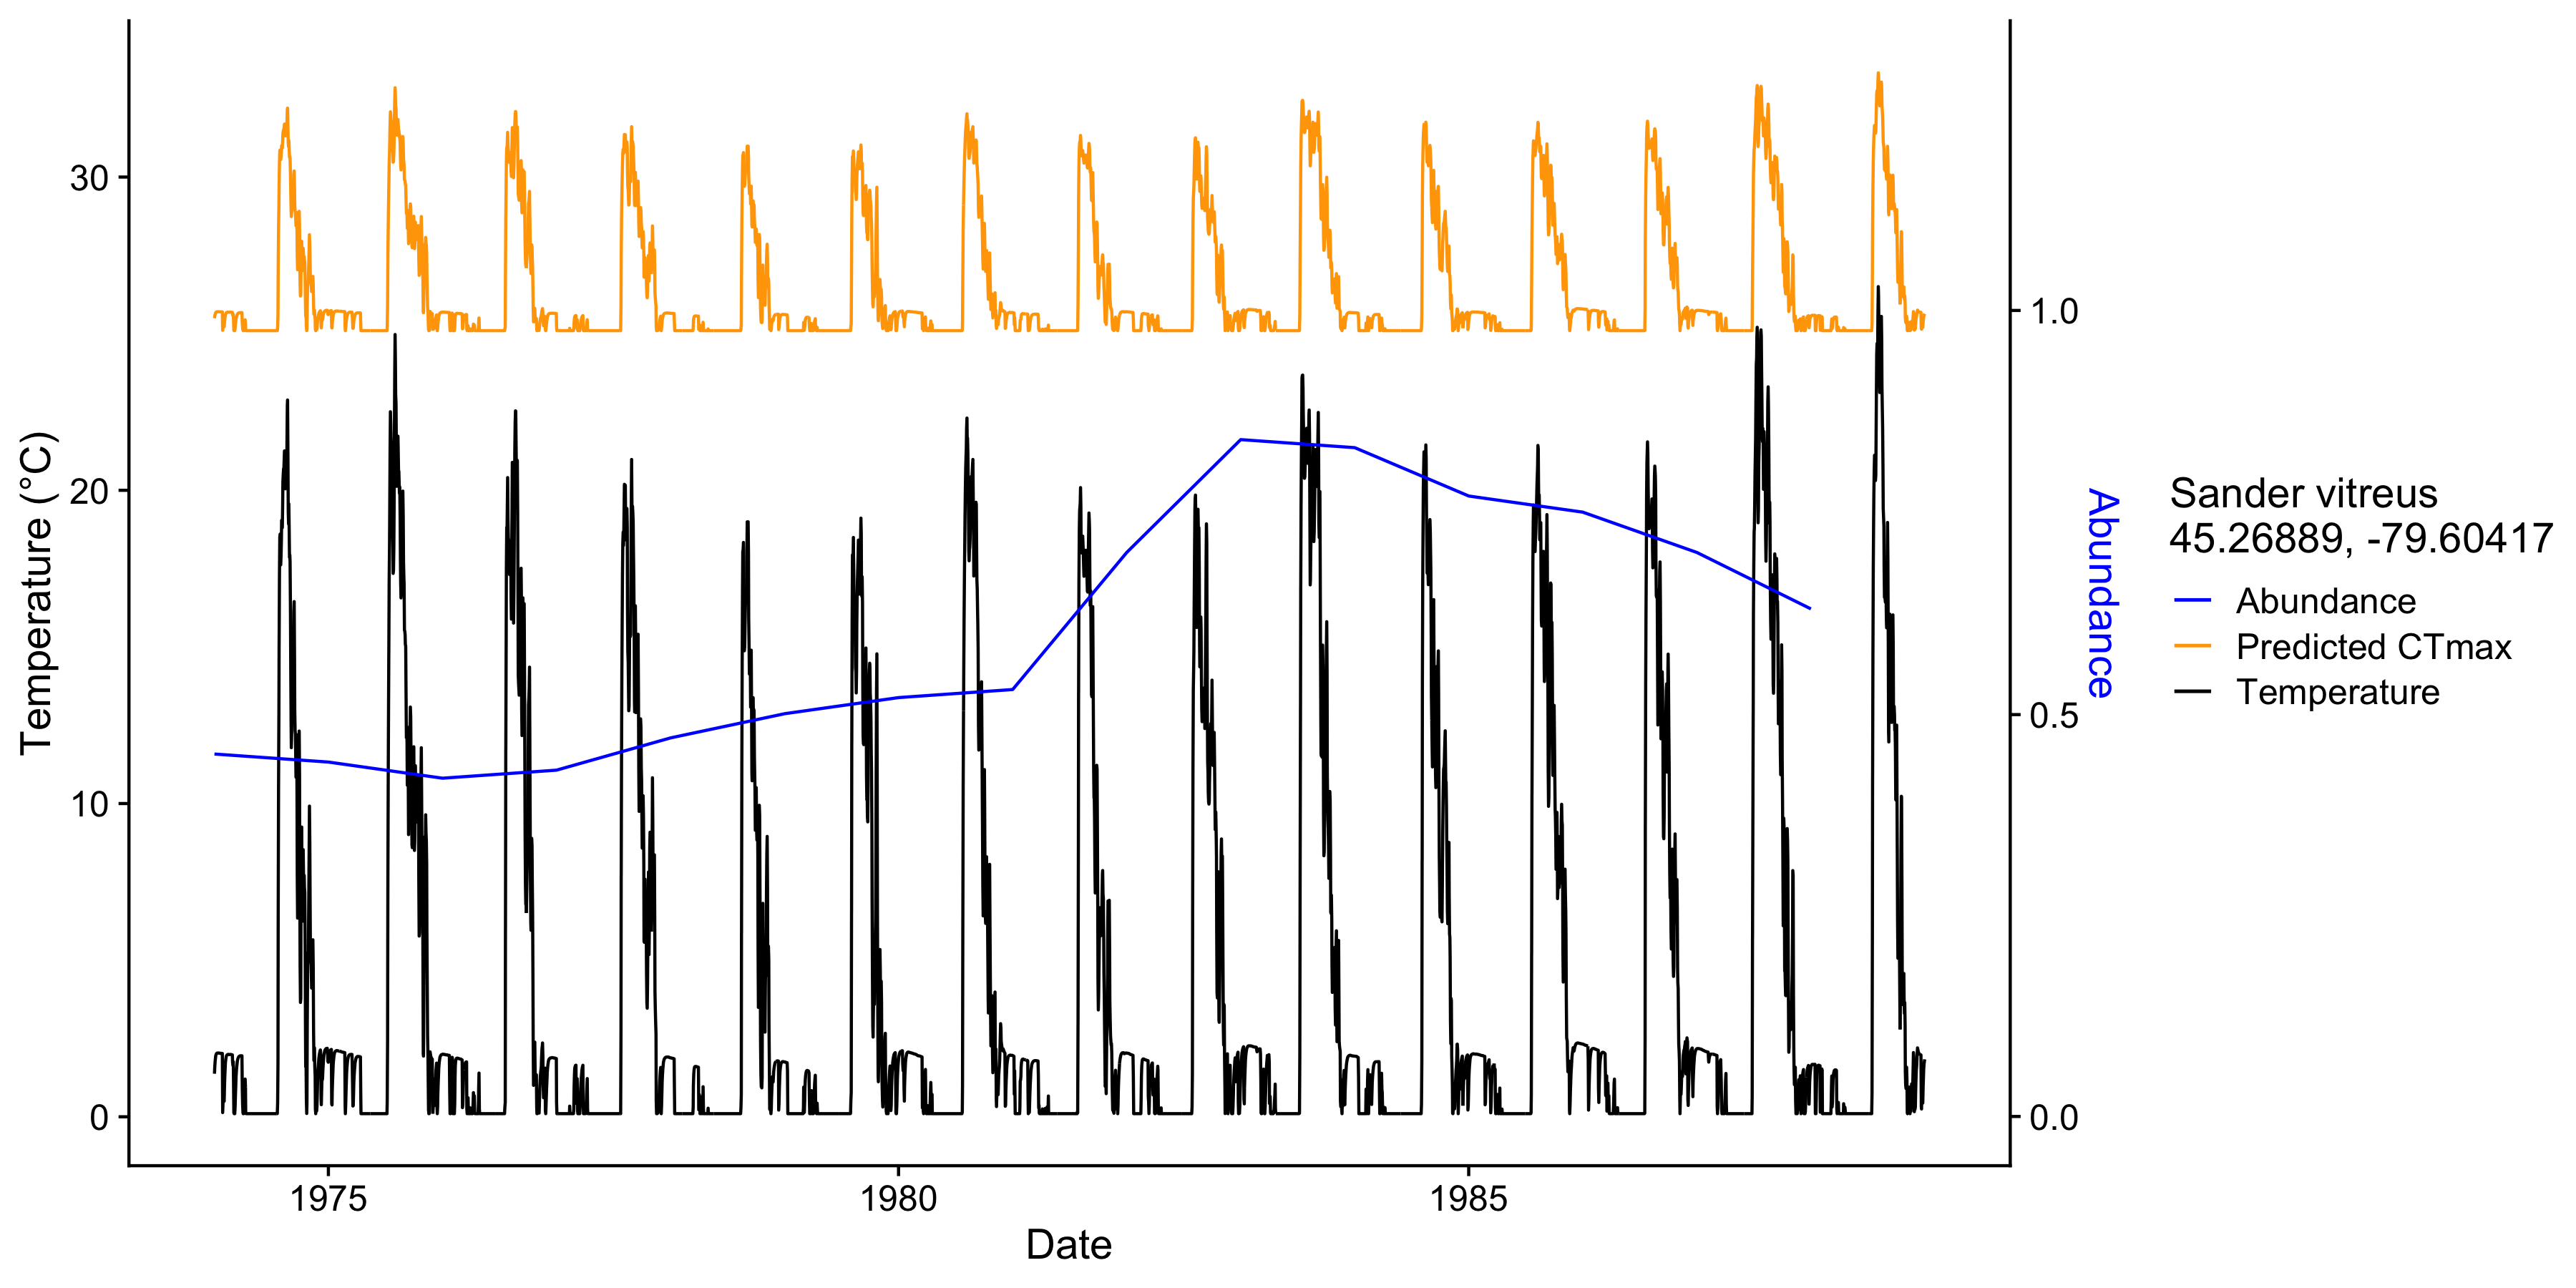 Temperature (°C)
30
20
10
0
1975
1980
1985
Date
1.0
0.5
0.0
Abundance
Sander vitreus
45.26889, -79.60417
Abundance
Predicted CTmax
Temperature